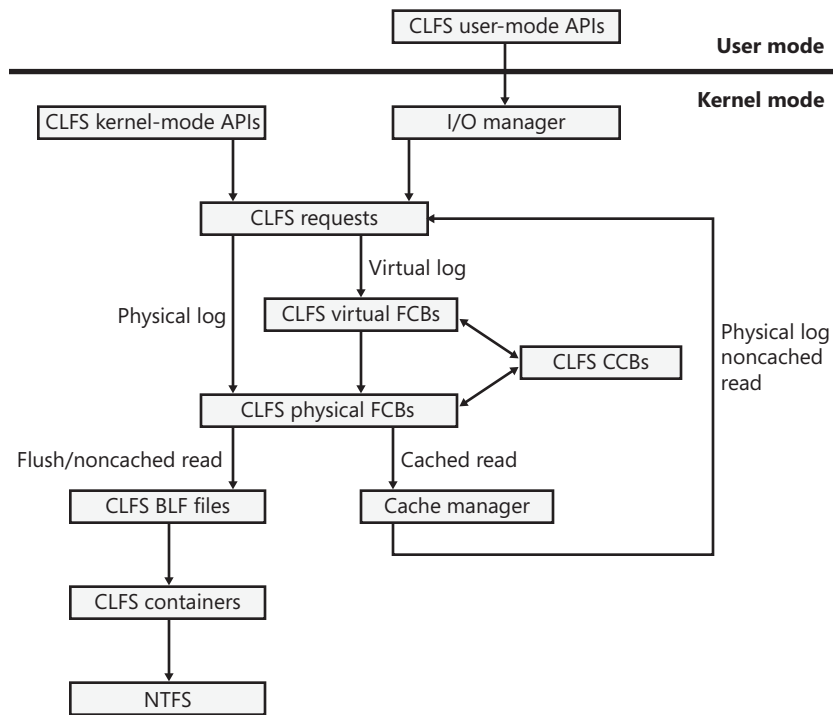 CLFS user-mode APIs
User mode
Kernel mode
CLFS kernel-mode APIs
I/O manager
CLFS requests
Virtual log
Physical log
CLFS virtual FCBs
Physical log
noncached
read
CLFS CCBs
CLFS physical FCBs
Flush/noncached read
Cached read
CLFS BLF files
Cache manager
CLFS containers
NTFS